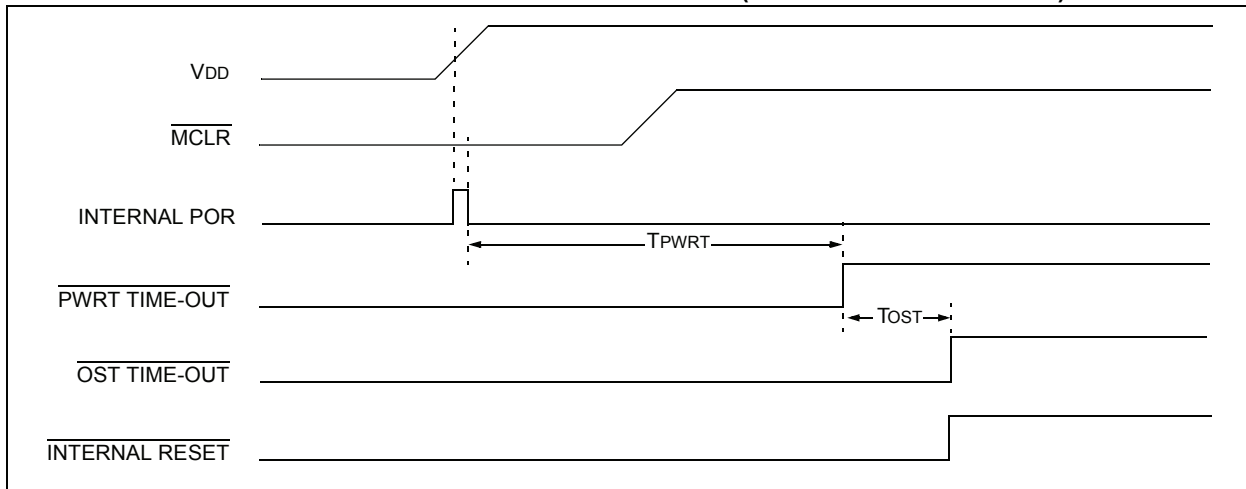 VDD
MCLR
INTERNAL POR
TPWRT
PWRT TIME-OUT
TOST
OST TIME-OUT
INTERNAL RESET